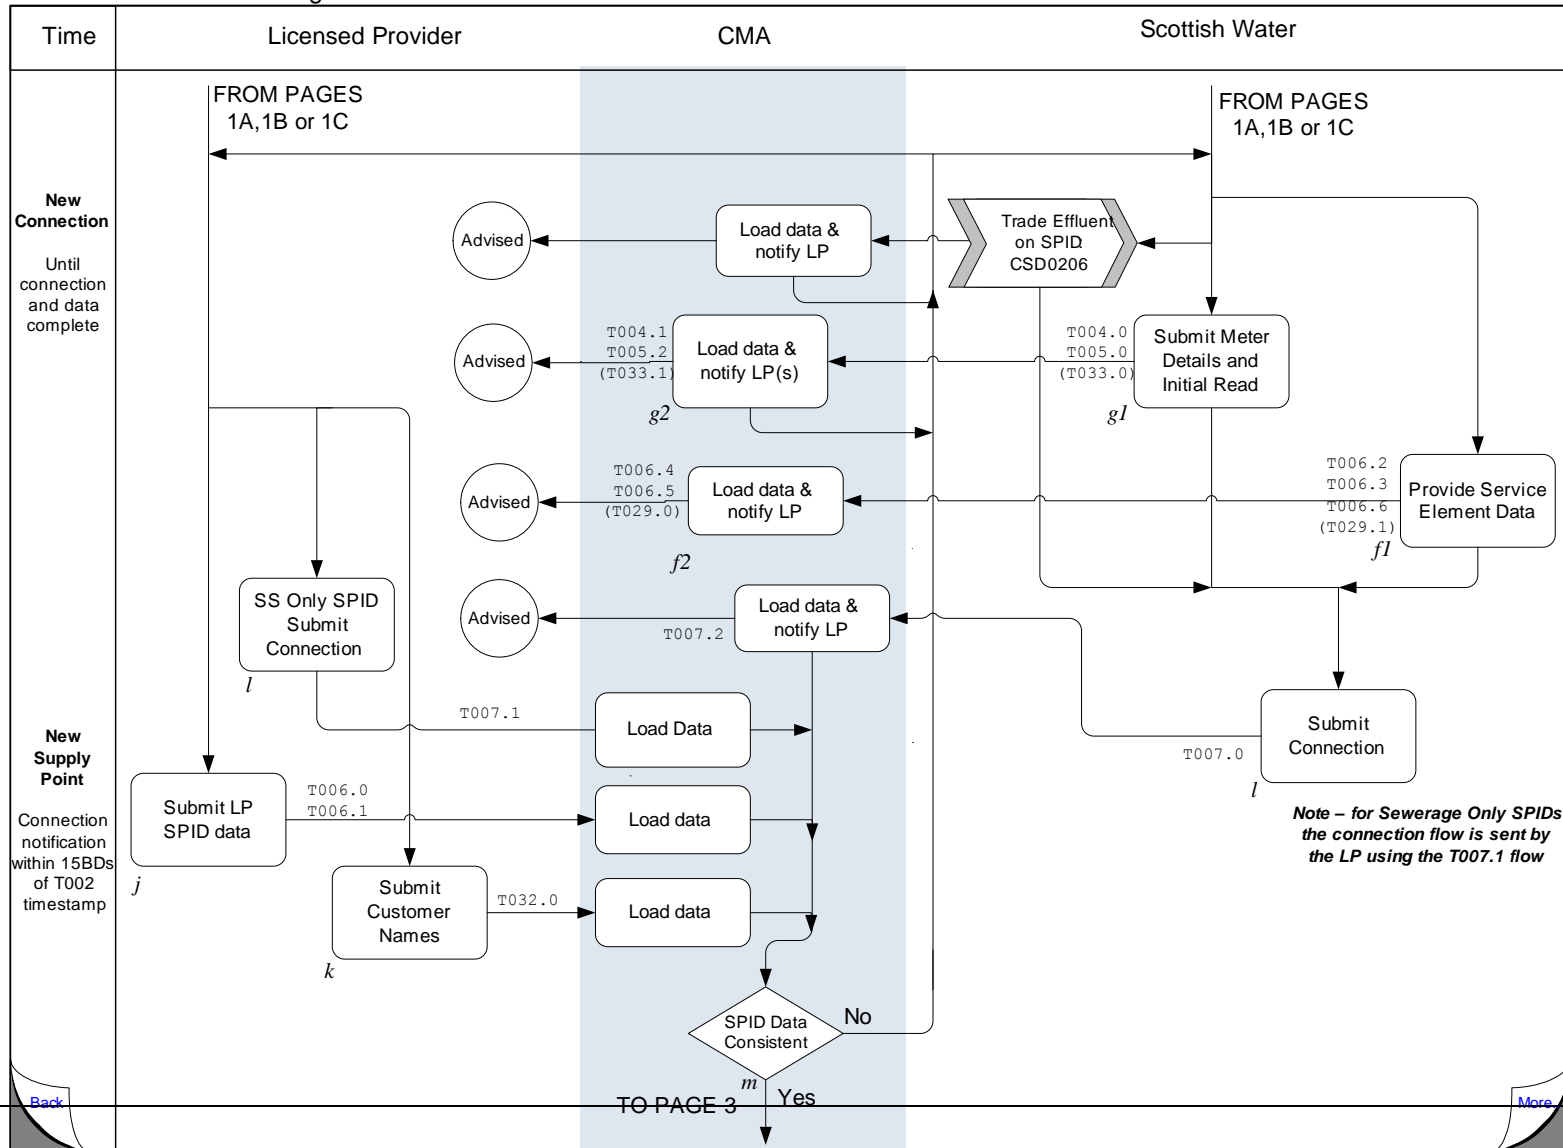 Time
Licensed Provider
CMA
Scottish Water
FROM PAGES
1A,1B or 1C
FROM PAGES
1A,1B or 1C
New
Connection
Until
connection
and data
complete
Advised
Load data &
notify LP
Trade Effluent
on SPID
CSD0206
Advised
T004.1
T005.2
(T033.1)
Load data &
notify LP(s)
g2
T004.0
T005.0
(T033.0)
Submit Meter
Details and
Initial Read
g1
Advised
T006.4
T006.5
(T029.0)
Load data &
notify LP
f2
T006.2
T006.3
T006.6
(T029.1)
Provide Service
Element Data
f1
SS Only SPID
Submit
Connection
l
Advised
T007.2
Load data &
notify LP
T007.1
Load Data
T007.0
Submit
Connection
l
New
Supply
Point
Connection
notification
within 15BDs
of T002
timestamp
Submit LP
SPID data
j
T006.0
T006.1
Load data
Note – for Sewerage Only SPIDs
the connection flow is sent by
the LP using the T007.1 flow
Submit
Customer
Names
k
T032.0
Load data
SPID Data
Consistent
No
m
Yes
TO PAGE 3
Back
More